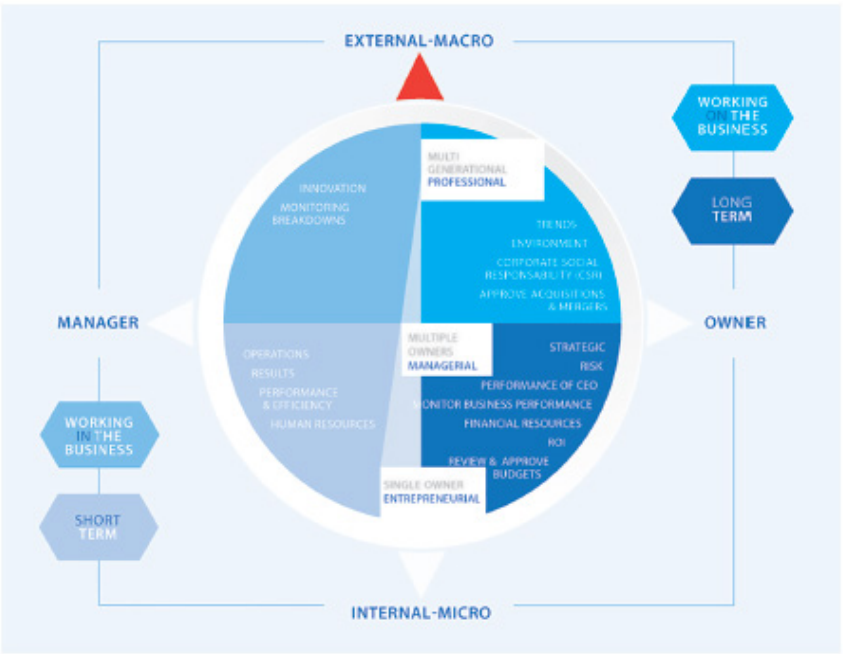 EXTERNAL-MACRO
WORKING
ON THE
BUSINESS
LONG
TERM
MULTI
GENERATIONAL
PROFESSIONAL
INNOVATION
MONITORING
BREAKDOWNS
TRENDS
ENVIRONMENT
CORPORATE SOCIAL
RESPONSABILITY (CSR)
APPROVE ACQUISITIONS
& MERGERS
MANAGER
OWNER
MULTIPLE
OWNERS
MANAGERIAL
OPERATIONS
RESULTS
PERFORMANCE
& EFFICIENCY
HUMAN RESOURCES
STRATEGIC
RISK
PERFORMANCE OF CEO
ONITOR BUSINESS PERFORMANCE
FINANCIAL RESOURCES
ROI
REVIEW & APPROVE
BUDGETS
WORKING
IN THE
BUSINESS
SHORT
TERM
SINGLE OWNER
ENTREPRENEURIAL
INTERNAL-MICRO